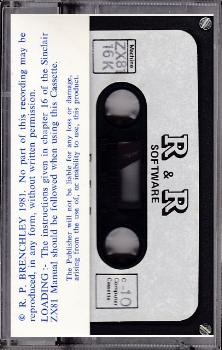 © R. P. BRENCHLEY 1981. No part of this recording may be
reproduced, in any form, without written permission.
LOADING :- The instructions given in chapter 16 of the Sinclair
ZX81 Manual should be followed when using this Cassette.
The Publisher will not be liable for any loss or damage,
arising from the use of, or inability to use, this product.
Machine
ZX81
16 K
R & R
SOFTWARE
C-10
Computer
Cassette